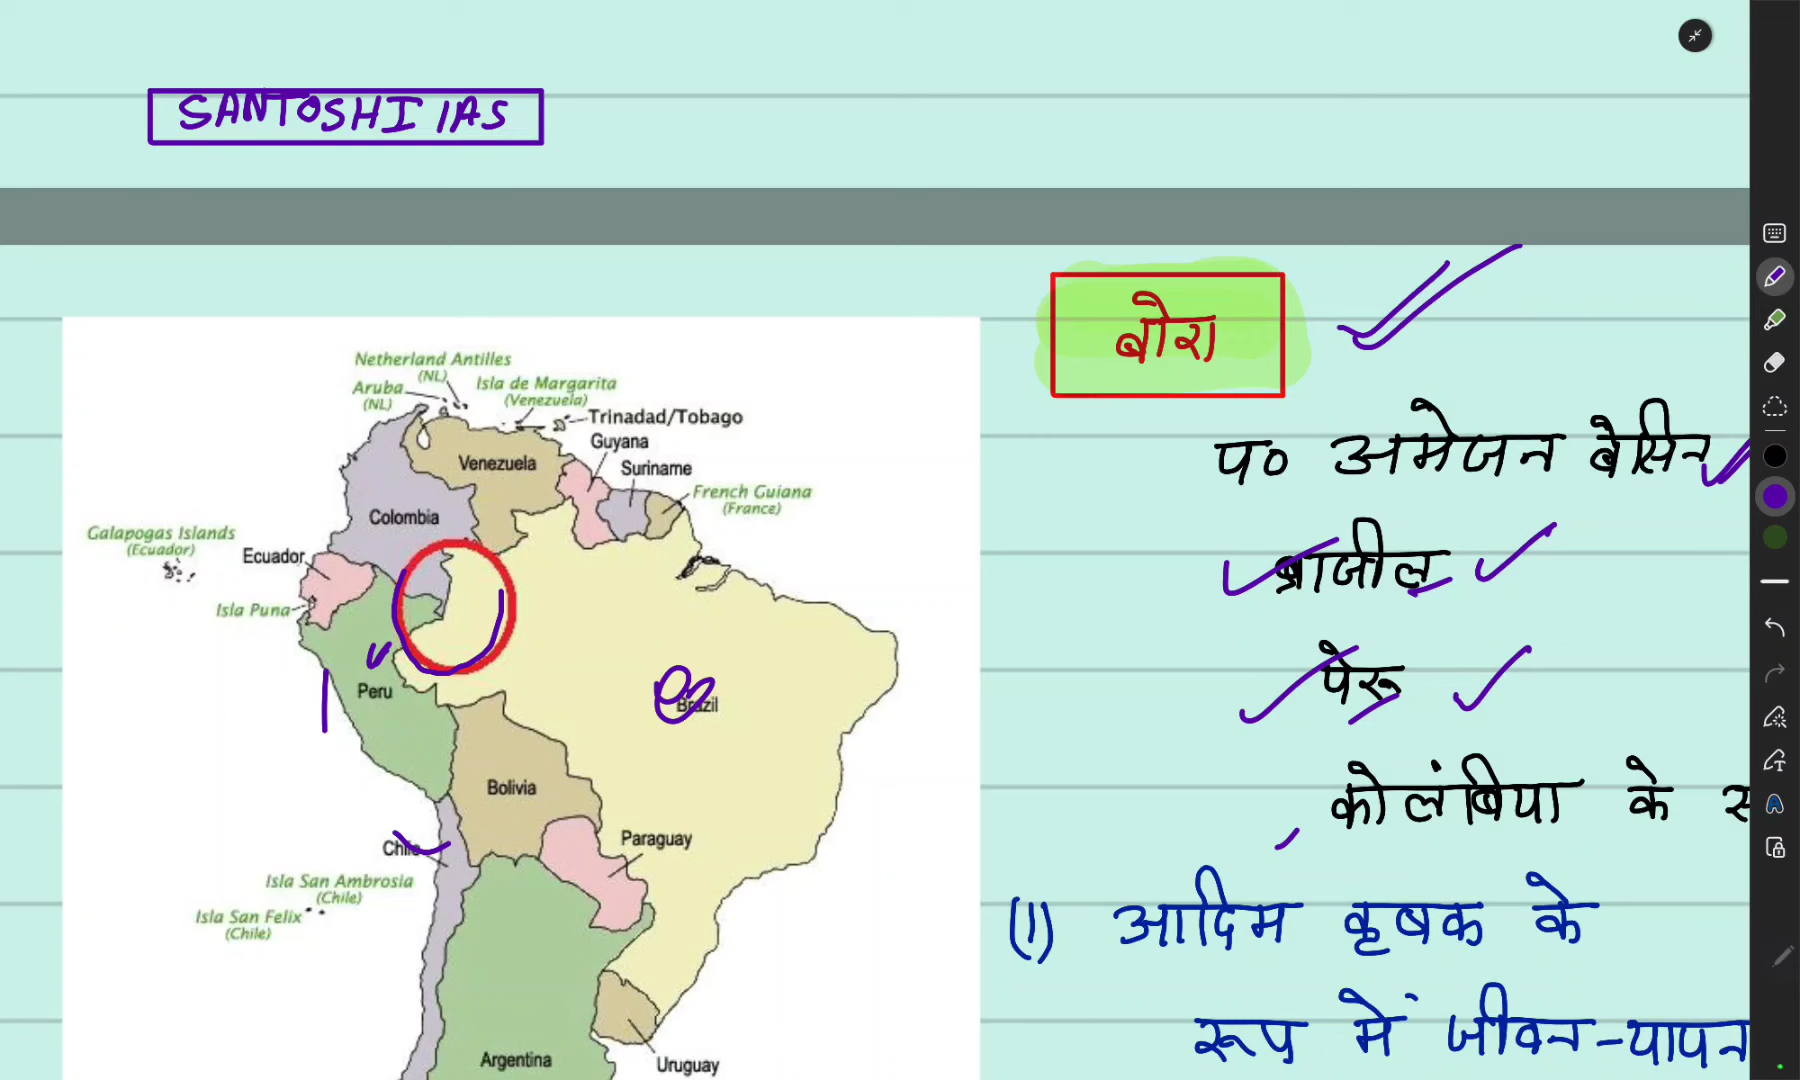 SANTOSHI IAS
बोरा
प० अमेजन बेसिन
ब्राजील
पेरू
कोलंबिया के
(1) आदिम कृषक के
रूप में जीवन-यापन
Netherland Antilles
(NL)
Aruba
(NL)
Isla de Margarita
(Venezuela)
Trinadad/Tobago
Guyana
Venezuela
Suriname
French Guiana
(France)
Colombia
Galapogas Islands
(Ecuador)
Ecuador
Isla Puna
Peru
Brazil
Bolivia
Paraguay
Chile
Isla San Ambrosia
(Chile)
Isla San Felix
(Chile)
Argentina
Uruguay